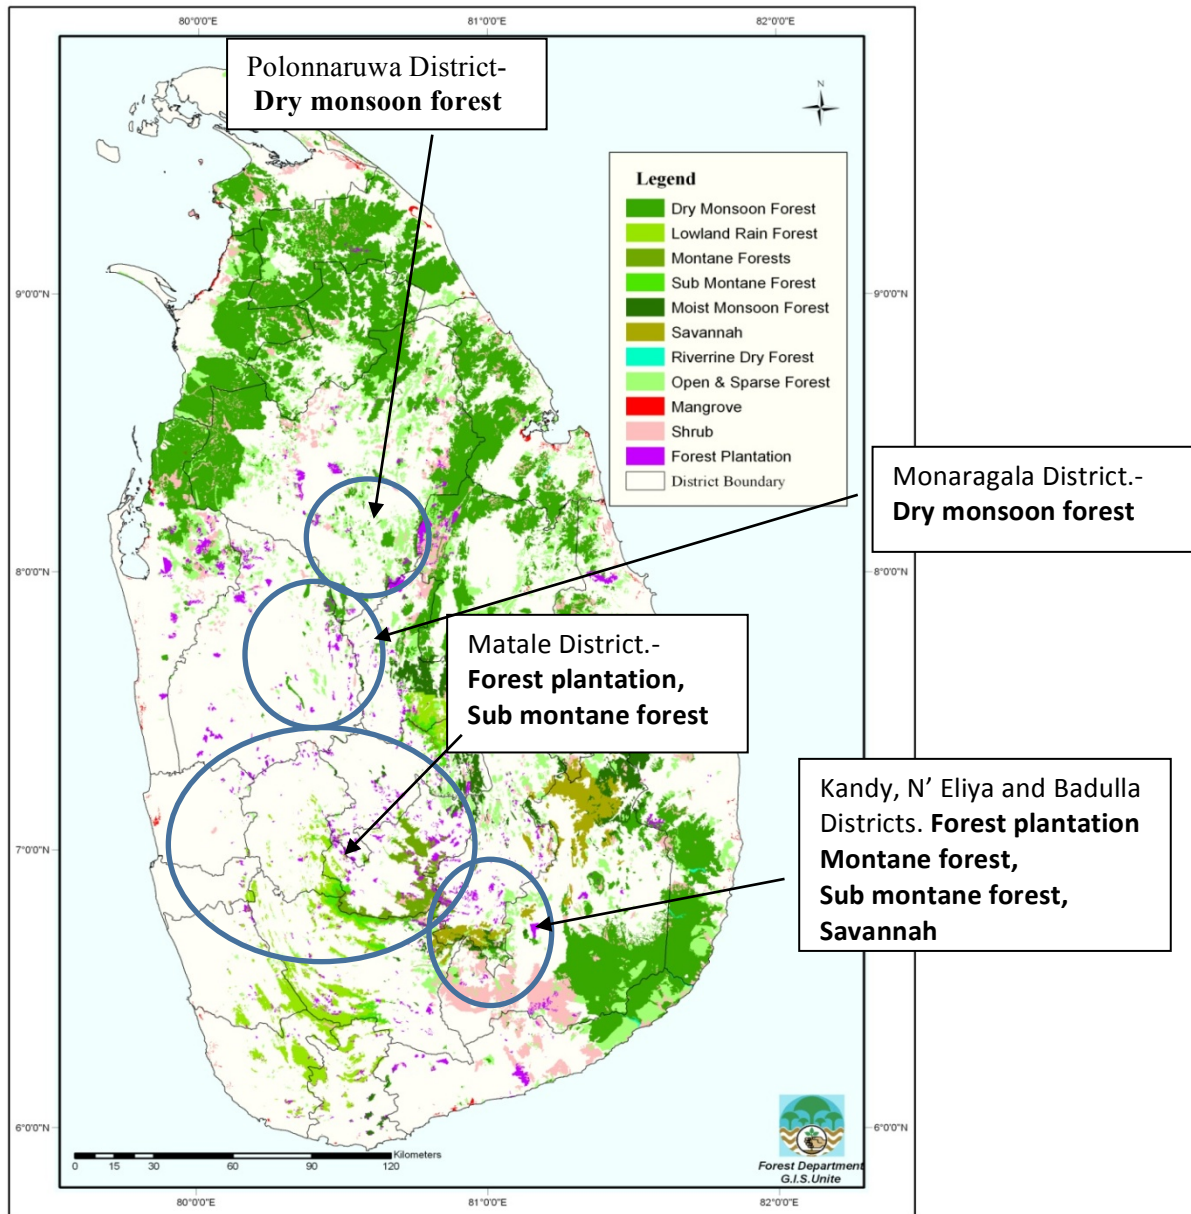 80°0'0"E
81°0'0"E
82°0'0"E
Polonnaruwa District-
Dry monsoon forest
N
Legend
Dry Monsoon Forest
Lowland Rain Forest
Montane Forests
Sub Montane Forest
Moist Monsoon Forest
Savannah
Riverrine Dry Forest
Open & Sparse Forest
Mangrove
Shrub
Forest Plantation
District Boundary
9°0'0"N
9°0'0"N
Monaragala District.-
Dry monsoon forest
8°0'0"N
8°0'0"N
Matale District.-
Forest plantation,
Sub montane forest
Kandy, N' Eliya and Badulla
Districts. Forest plantation
Montane forest,
Sub montane forest,
Savannah
7°0'0"N
7°0'0"N
6°0'0"N
6°0'0"N
Kilometers
0 15 30 60 90 120
Forest Department
G.I.S.Unite
80°0'0"E
81°0'0"E
82°0'0"E